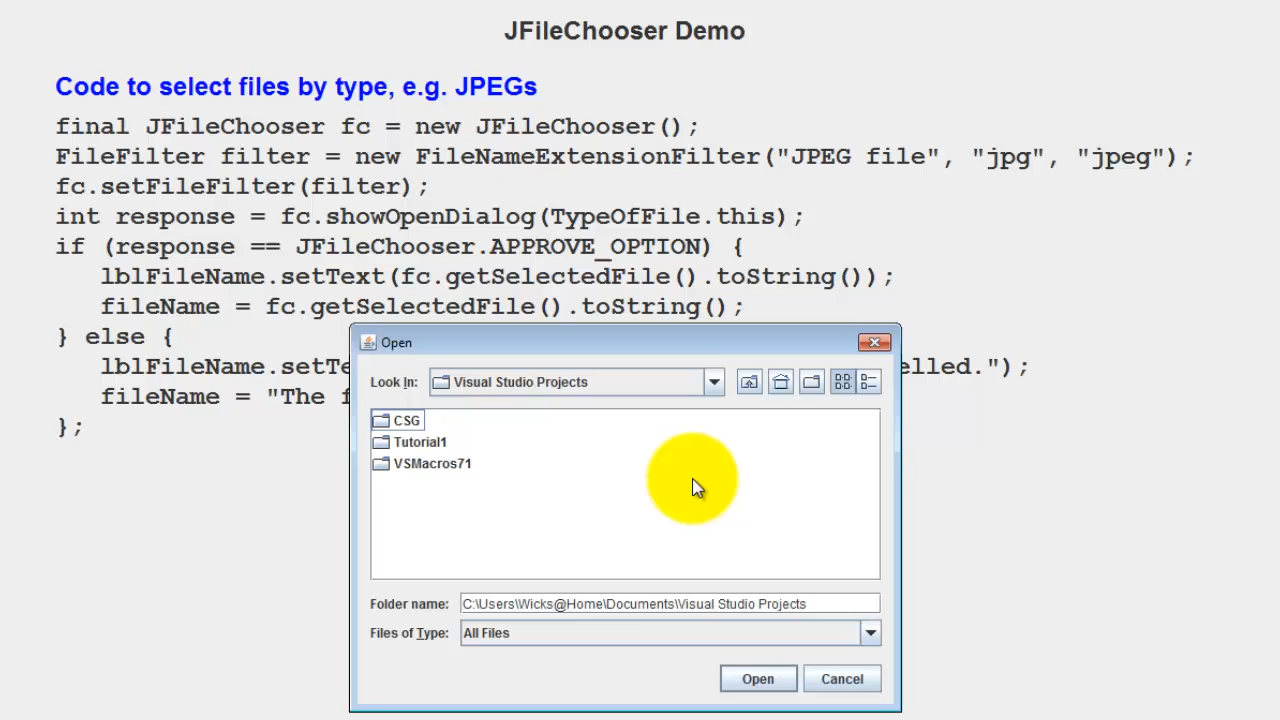 JFileChooser Demo
Code to select files by type, e.g. JPEGs
final JFileChooser fc = new JFileChooser();
FileFilter filter = new FileNameExtensionFilter("JPEG file", "jpg", "jpeg");
fc.setFileFilter(filter);
int response = fc.showOpenDialog(TypeOfFile.this);
if (response == JFileChooser.APPROVE_OPTION) {
lblFileName.setText(fc.getSelectedFile().toString());
fileName = fc.getSelectedFile().toString();
} else {
lblFileName.setTe elled.");
fileName = "The f
};
Open
Look In: Visual Studio Projects
CSG
Tutorial1
VSMacros71
Folder name: C:\Users\Wicks@Home\Documents\Visual Studio Projects
Files of Type: All Files
Open Cancel